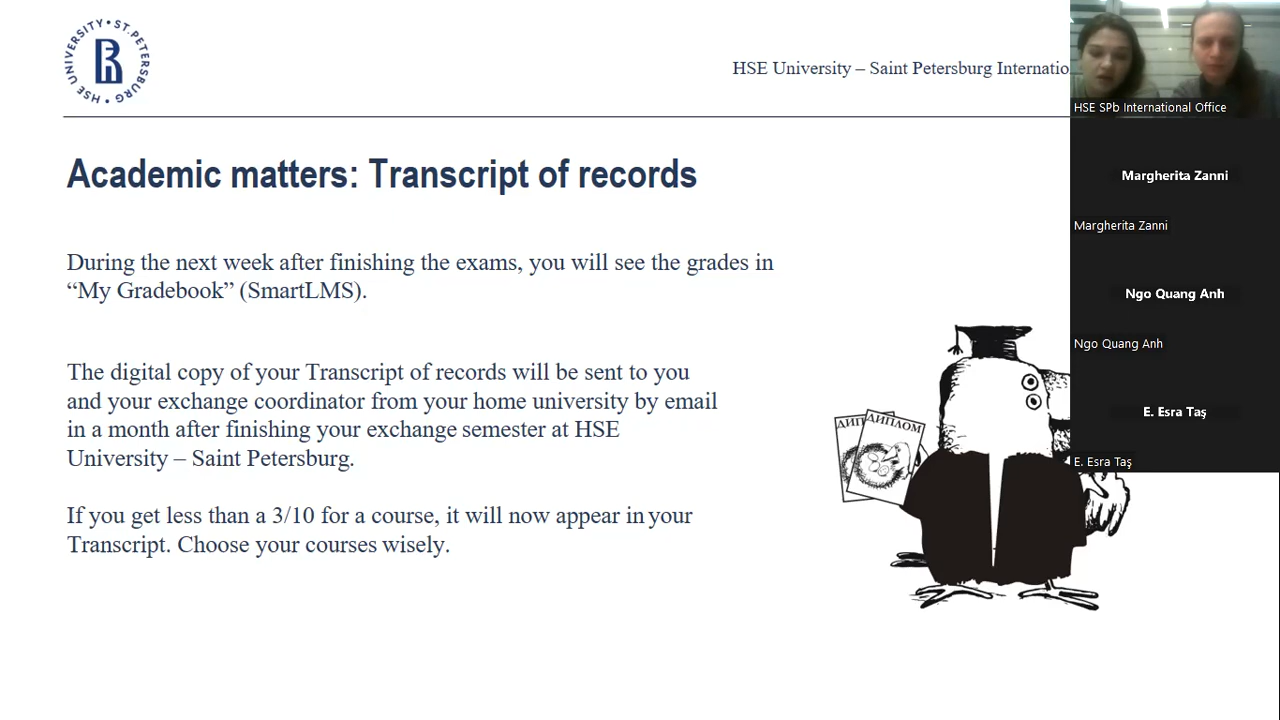 HSE UNIVERSITY • ST. PETERSBURG •
HSE University – Saint Petersburg Internatio
HSE SPb International Office
Academic matters: Transcript of records
Margherita Zanni
Margherita Zanni
During the next week after finishing the exams, you will see the grades in
“My Gradebook” (SmartLMS).
Ngo Quang Anh
Ngo Quang Anh
The digital copy of your Transcript of records will be sent to you
and your exchange coordinator from your home university by email
in a month after finishing your exchange semester at HSE
University – Saint Petersburg.
E. Esra Taş
E. Esra Taş
ДИП
ДИПЛОМ
If you get less than a 3/10 for a course, it will now appear in your
Transcript. Choose your courses wisely.